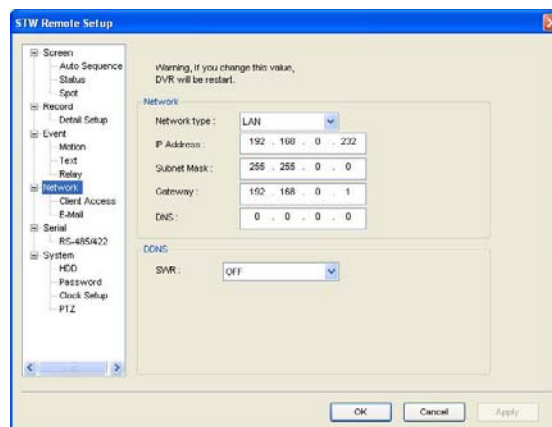 STW Remote Setup
Screen
Auto Sequence
Status
Spot
Record
Detail Setup
Event
Motion
Text
Relay
Network
Client Access
E-Mail
Serial
RS-485/422
System
HDD
Password
Clock Setup
PTZ
Warning, if you change this value,
DVR will be restart.
Network
Network type : LAN
IP Address : 192 . 168 . 0 . 232
Subnet Mask : 255 . 255 . 0 . 0
Gateway : 192 . 168 . 0 . 1
DNS : 0 . 0 . 0 . 0
DDNS
SWR : OFF
OK Cancel Apply